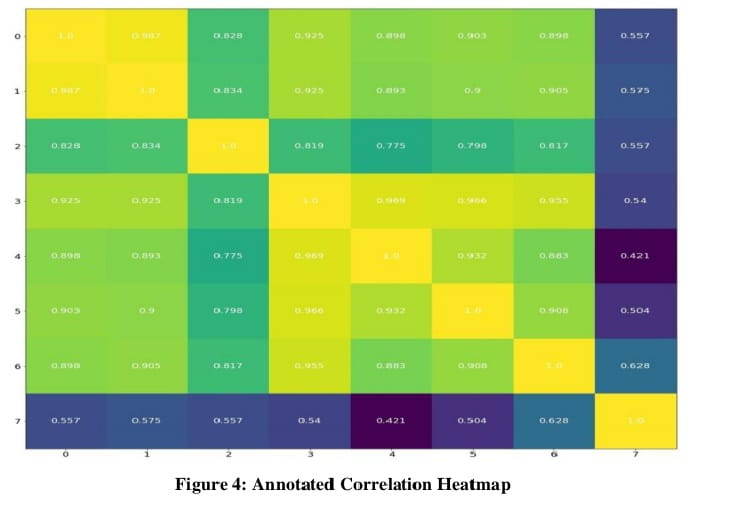 0 1.0 0.987 0.828 0.925 0.898 0.903 0.898 0.557
1 0.987 1.0 0.834 0.925 0.893 0.9 0.905 0.575
2 0.828 0.834 1.0 0.819 0.775 0.798 0.817 0.557
3 0.925 0.925 0.819 1.0 0.969 0.966 0.955 0.54
4 0.898 0.893 0.775 0.969 1.0 0.932 0.883 0.421
5 0.903 0.9 0.798 0.966 0.932 1.0 0.908 0.504
6 0.898 0.905 0.817 0.955 0.883 0.908 1.0 0.628
7 0.557 0.575 0.557 0.54 0.421 0.504 0.628 1.0
0 1 2 3 4 5 6 7
Figure 4: Annotated Correlation Heatmap